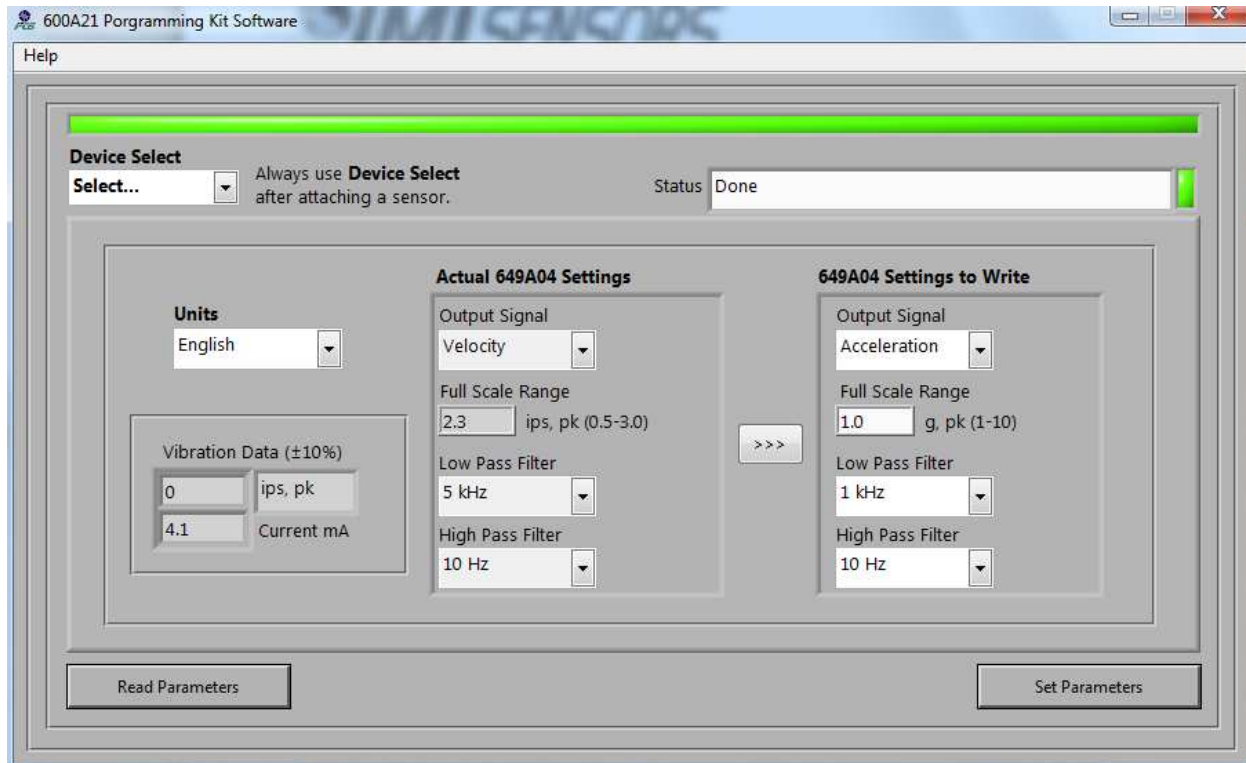 600A21 Porgramming Kit Software
IMI SENSORS
Help
Device Select
Select...
Always use Device Select
after attaching a sensor.
Status Done
Units
English
Vibration Data (±10%)
0 ips, pk
4.1 Current mA
Actual 649A04 Settings
Output Signal
Velocity
Full Scale Range
2.3 ips, pk (0.5-3.0)
Low Pass Filter
5 kHz
High Pass Filter
10 Hz
>>>
649A04 Settings to Write
Output Signal
Acceleration
Full Scale Range
1.0 g, pk (1-10)
Low Pass Filter
1 kHz
High Pass Filter
10 Hz
Read Parameters
Set Parameters